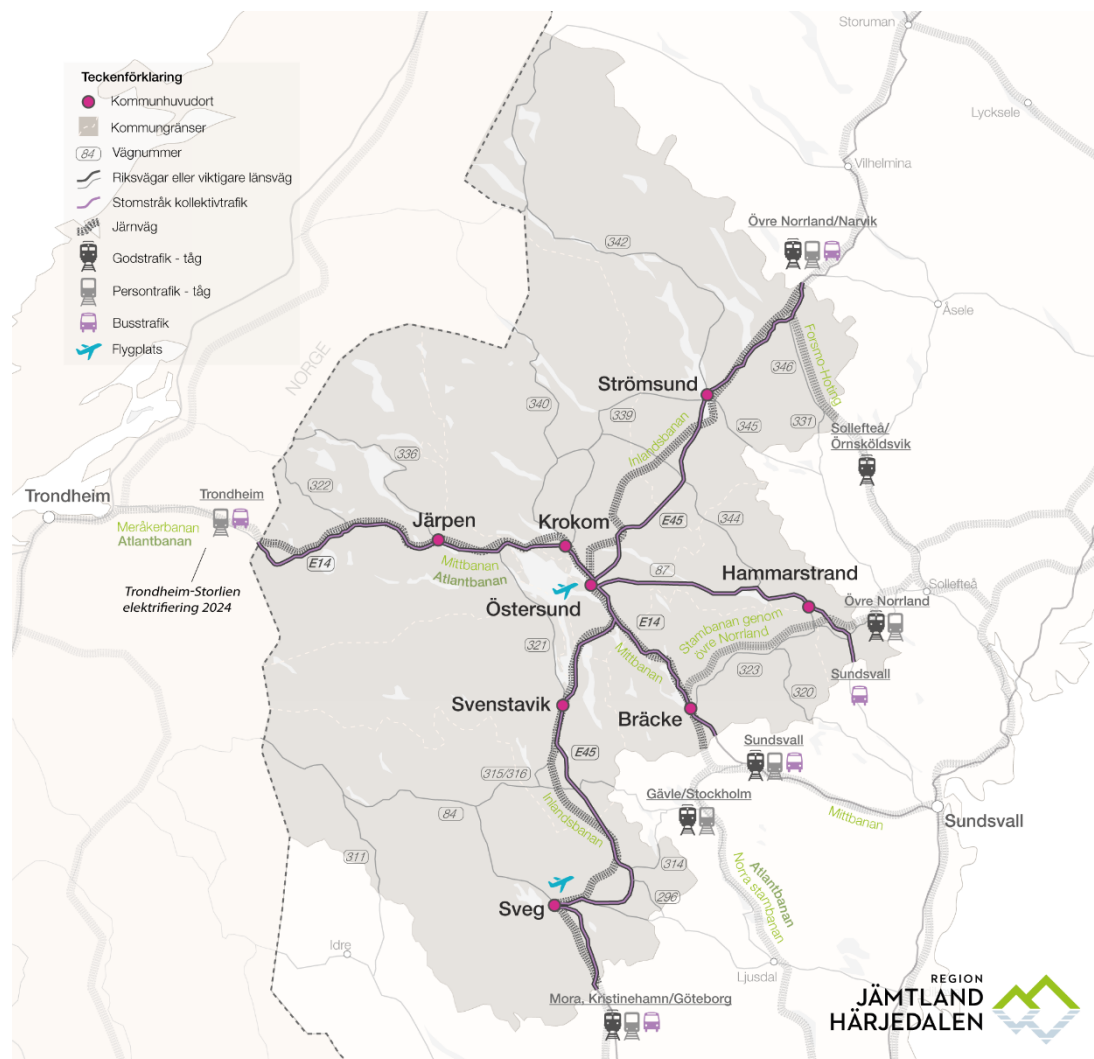 Storuman
Teckenförklaring
Kommunhuvudort
Lycksele
Kommungränser
84
Vägnummer
Vilhelmina
Riksvägar eller viktigare länsväg
Stomstråk kollektivtrafik
Järnväg
Övre Norrland/Narvik
342
Godstrafik - tåg
Persontrafik - tåg
Åsele
Busstrafik
Flygplats
NORGE
Forsmo-Hoting
346
Strömsund
340
339
331
345
Sollefteå/
Örnsköldsvik
Inlandsbanan
336
322
Trondheim
Trondheim
Järpen
Krokom
E45
344
Meråkerbanan
Atlantbanan
E14
Mittbanan
Atlantbanan
87
Hammarstrand
Trondheim-Storlien
elektrifiering 2024
Östersund
Sollefteå
Övre Norrland
E14
Stambanan genom
övre Norrland
Mittbanan
321
323
Sundsvall
320
Svenstavik
Bräcke
Sundsvall
E45
315/316
Gävle/Stockholm
Inlandsbanan
84
Mittbanan
Sundsvall
311
314
Atlantbanan
Norra stambanan
296
Sveg
Idre
Ljusdal
Mora, Kristinehamn/Göteborg
REGION
JÄMTLAND
HÄRJEDALEN